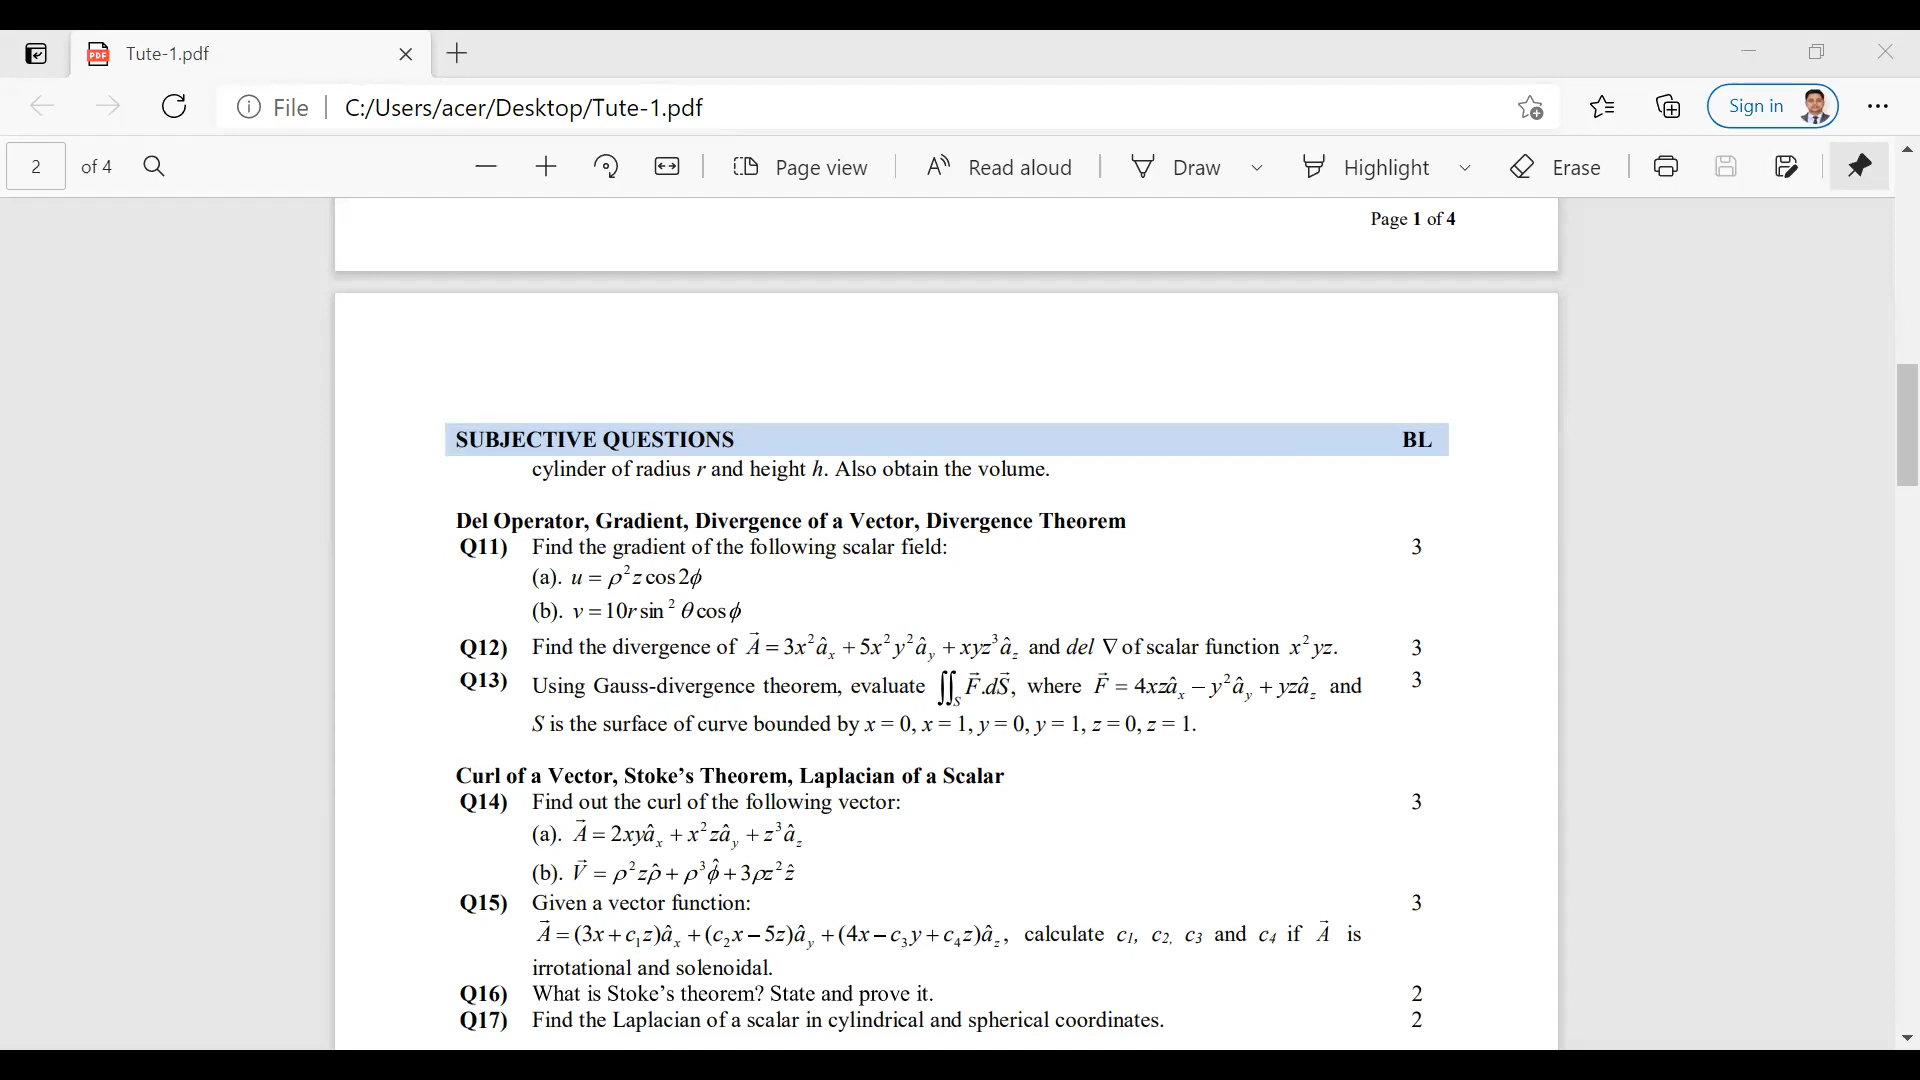 Tute-1.pdf
File | C:/Users/acer/Desktop/Tute-1.pdf
Sign in
2 of 4
Page view
Read aloud
Draw
Highlight
Erase
Page 1 of 4
SUBJECTIVE QUESTIONS BL
cylinder of radius r and height h. Also obtain the volume.
Del Operator, Gradient, Divergence of a Vector, Divergence Theorem
Q11) Find the gradient of the following scalar field: 3
(a). u = ρ²z cos 2ϕ
(b). v = 10r sin² θ cos ϕ
Q12) Find the divergence of A⃗ = 3x²âₓ + 5x²y²â_y + xyz³â_z and del ∇ of scalar function x²yz. 3
Q13) Using Gauss-divergence theorem, evaluate ∬_S F⃗.dS⃗, where F⃗ = 4xzâₓ − y²â_y + yzâ_z and 3
S is the surface of curve bounded by x = 0, x = 1, y = 0, y = 1, z = 0, z = 1.
Curl of a Vector, Stoke's Theorem, Laplacian of a Scalar
Q14) Find out the curl of the following vector: 3
(a). A⃗ = 2xyâₓ + x²zâ_y + z³â_z
(b). V⃗ = ρ²zρ̂ + ρ³ϕ̂ + 3ρz²ẑ
Q15) Given a vector function: 3
A⃗ = (3x + c₁z)âₓ + (c₂x − 5z)â_y + (4x − c₃y + c₄z)â_z, calculate c₁, c₂, c₃ and c₄ if A⃗ is
irrotational and solenoidal.
Q16) What is Stoke's theorem? State and prove it. 2
Q17) Find the Laplacian of a scalar in cylindrical and spherical coordinates. 2